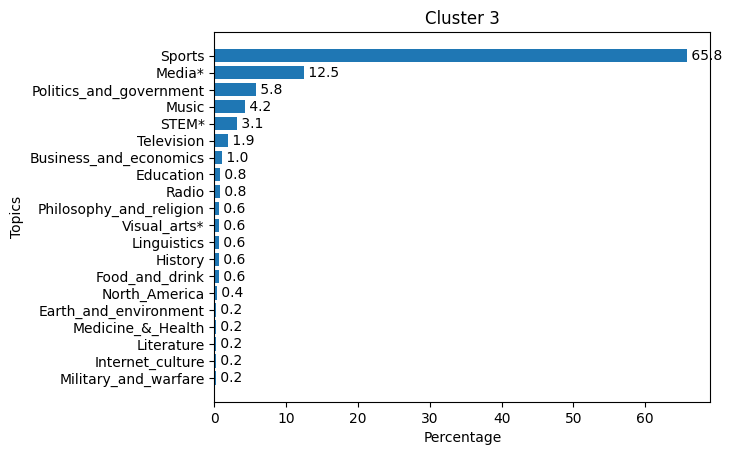 Cluster 3
Topics
Sports 65.8
Media* 12.5
Politics_and_government 5.8
Music 4.2
STEM* 3.1
Television 1.9
Business_and_economics 1.0
Education 0.8
Radio 0.8
Philosophy_and_religion 0.6
Visual_arts* 0.6
Linguistics 0.6
History 0.6
Food_and_drink 0.6
North_America 0.4
Earth_and_environment 0.2
Medicine_&_Health 0.2
Literature 0.2
Internet_culture 0.2
Military_and_warfare 0.2
0 10 20 30 40 50 60
Percentage